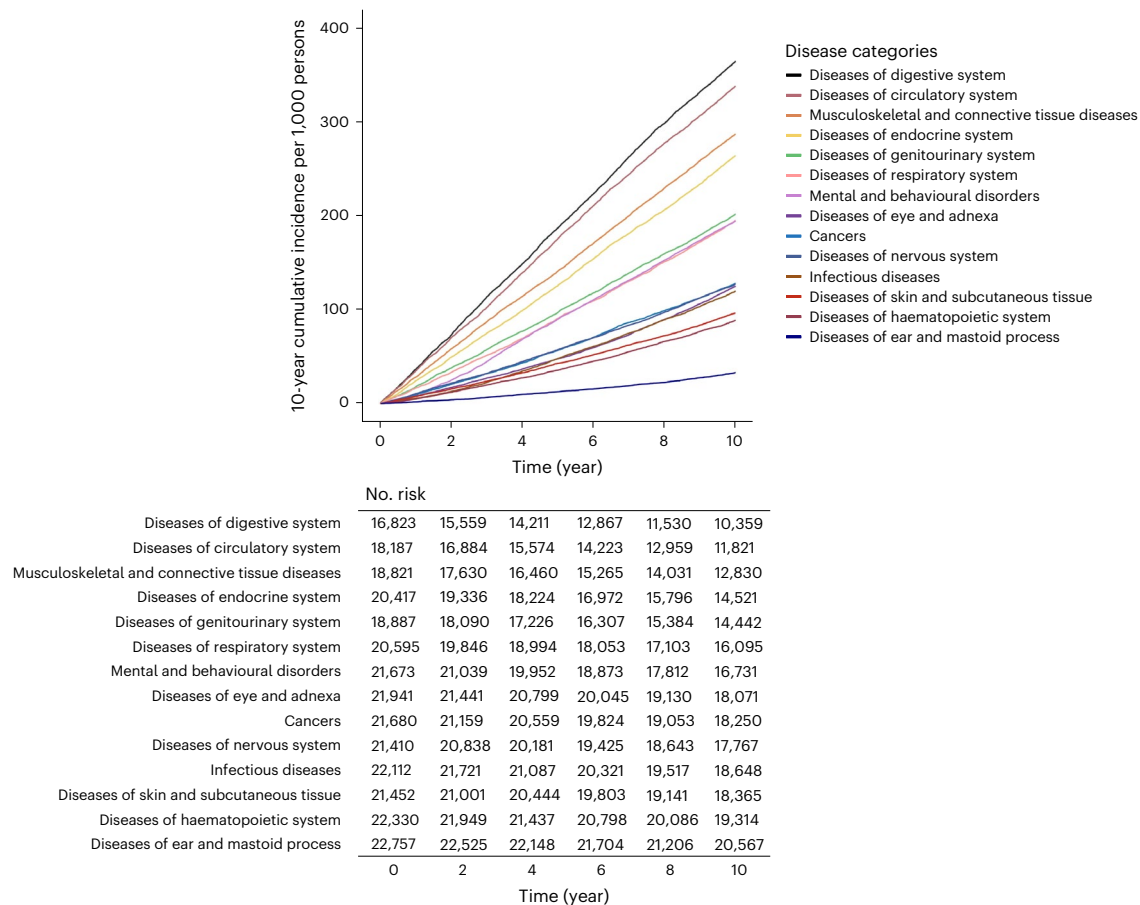 10-year cumulative incidence per 1,000 persons
400
300
200
100
0
0 2 4 6 8 10
Time (year)
Disease categories
Diseases of digestive system
Diseases of circulatory system
Musculoskeletal and connective tissue diseases
Diseases of endocrine system
Diseases of genitourinary system
Diseases of respiratory system
Mental and behavioural disorders
Diseases of eye and adnexa
Cancers
Diseases of nervous system
Infectious diseases
Diseases of skin and subcutaneous tissue
Diseases of haematopoietic system
Diseases of ear and mastoid process
No. risk
Diseases of digestive system 16,823 15,559 14,211 12,867 11,530 10,359
Diseases of circulatory system 18,187 16,884 15,574 14,223 12,959 11,821
Musculoskeletal and connective tissue diseases 18,821 17,630 16,460 15,265 14,031 12,830
Diseases of endocrine system 20,417 19,336 18,224 16,972 15,796 14,521
Diseases of genitourinary system 18,887 18,090 17,226 16,307 15,384 14,442
Diseases of respiratory system 20,595 19,846 18,994 18,053 17,103 16,095
Mental and behavioural disorders 21,673 21,039 19,952 18,873 17,812 16,731
Diseases of eye and adnexa 21,941 21,441 20,799 20,045 19,130 18,071
Cancers 21,680 21,159 20,559 19,824 19,053 18,250
Diseases of nervous system 21,410 20,838 20,181 19,425 18,643 17,767
Infectious diseases 22,112 21,721 21,087 20,321 19,517 18,648
Diseases of skin and subcutaneous tissue 21,452 21,001 20,444 19,803 19,141 18,365
Diseases of haematopoietic system 22,330 21,949 21,437 20,798 20,086 19,314
Diseases of ear and mastoid process 22,757 22,525 22,148 21,704 21,206 20,567
0 2 4 6 8 10
Time (year)